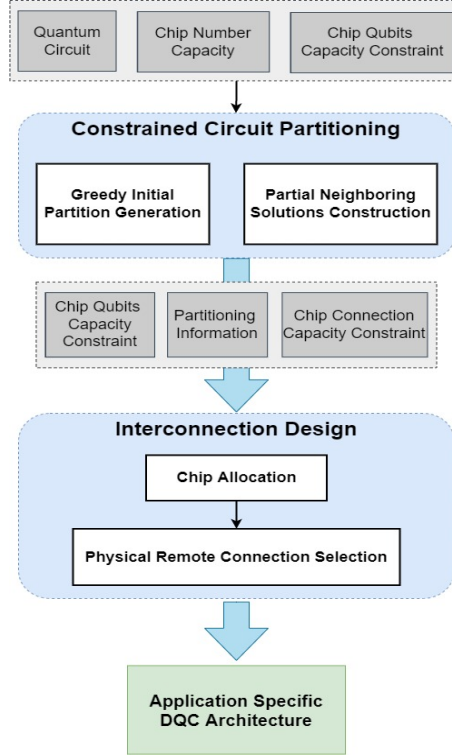 Quantum
Circuit
Chip Number
Capacity
Chip Qubits
Capacity Constraint
Constrained Circuit Partitioning
Greedy Initial
Partition Generation
Partial Neighboring
Solutions Construction
Chip Qubits
Capacity
Constraint
Partitioning
Information
Chip Connection
Capacity Constraint
Interconnection Design
Chip Allocation
Physical Remote Connection Selection
Application Specific
DQC Architecture